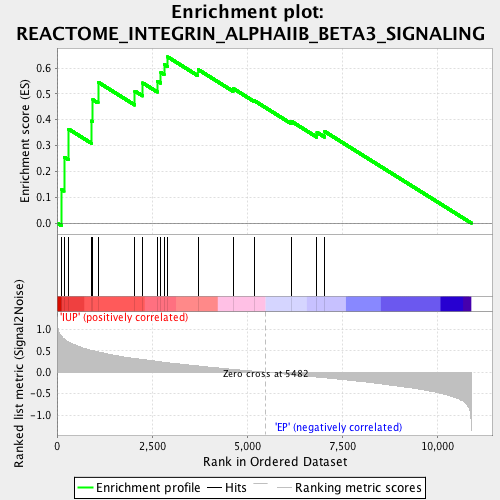 Enrichment plot:
REACTOME_INTEGRIN_ALPHAIIB_BETA3_SIGNALING
Enrichment score (ES)
0.6
0.5
0.4
0.3
0.2
0.1
0.0
'IUP' (positively correlated)
Ranked list metric (Signal2Noise)
1.0
0.5
0.0
-0.5
-1.0
Zero cross at 5482
'EP' (negatively correlated)
0 2,500 5,000 7,500 10,000
Rank in Ordered Dataset
Enrichment profile Hits Ranking metric scores